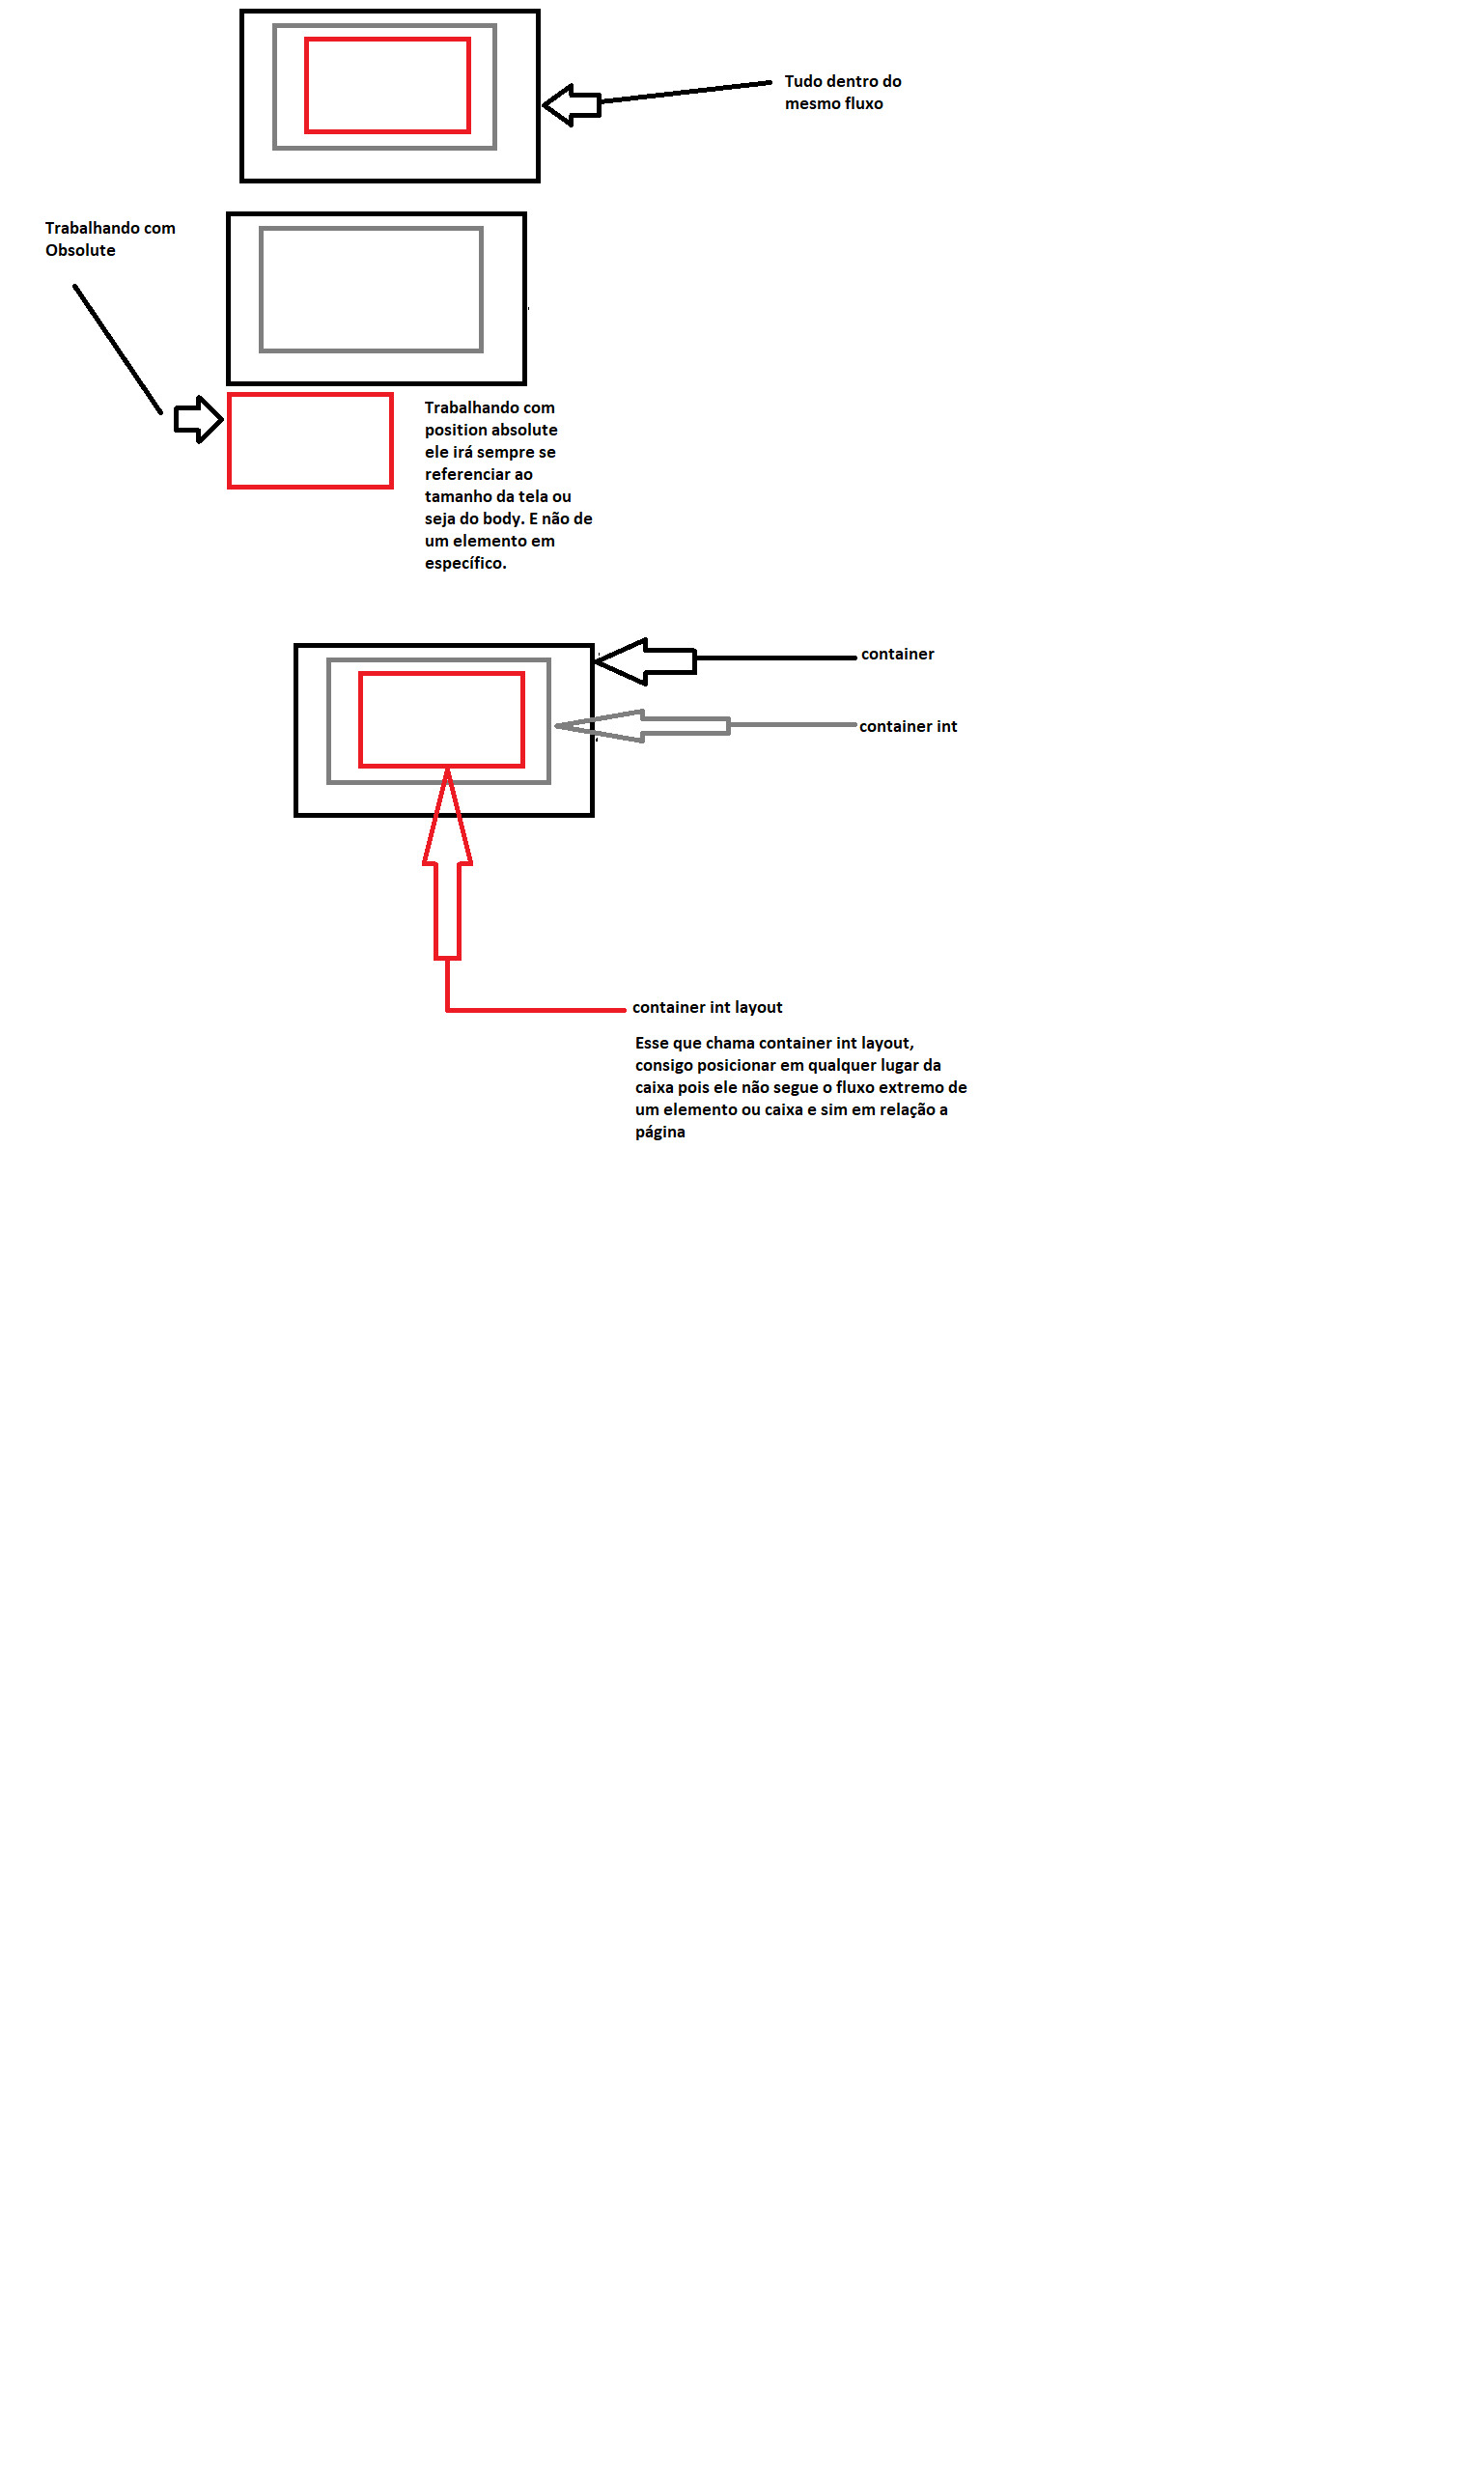 Tudo dentro do
mesmo fluxo
Trabalhando com
Obsolute
Trabalhando com
position absolute
ele irá sempre se
referenciar ao
tamanho da tela ou
seja do body. E não de
um elemento em
específico.
container
container int
container int layout
Esse que chama container int layout,
consigo posicionar em qualquer lugar da
caixa pois ele não segue o fluxo extremo de
um elemento ou caixa e sim em relação a
página